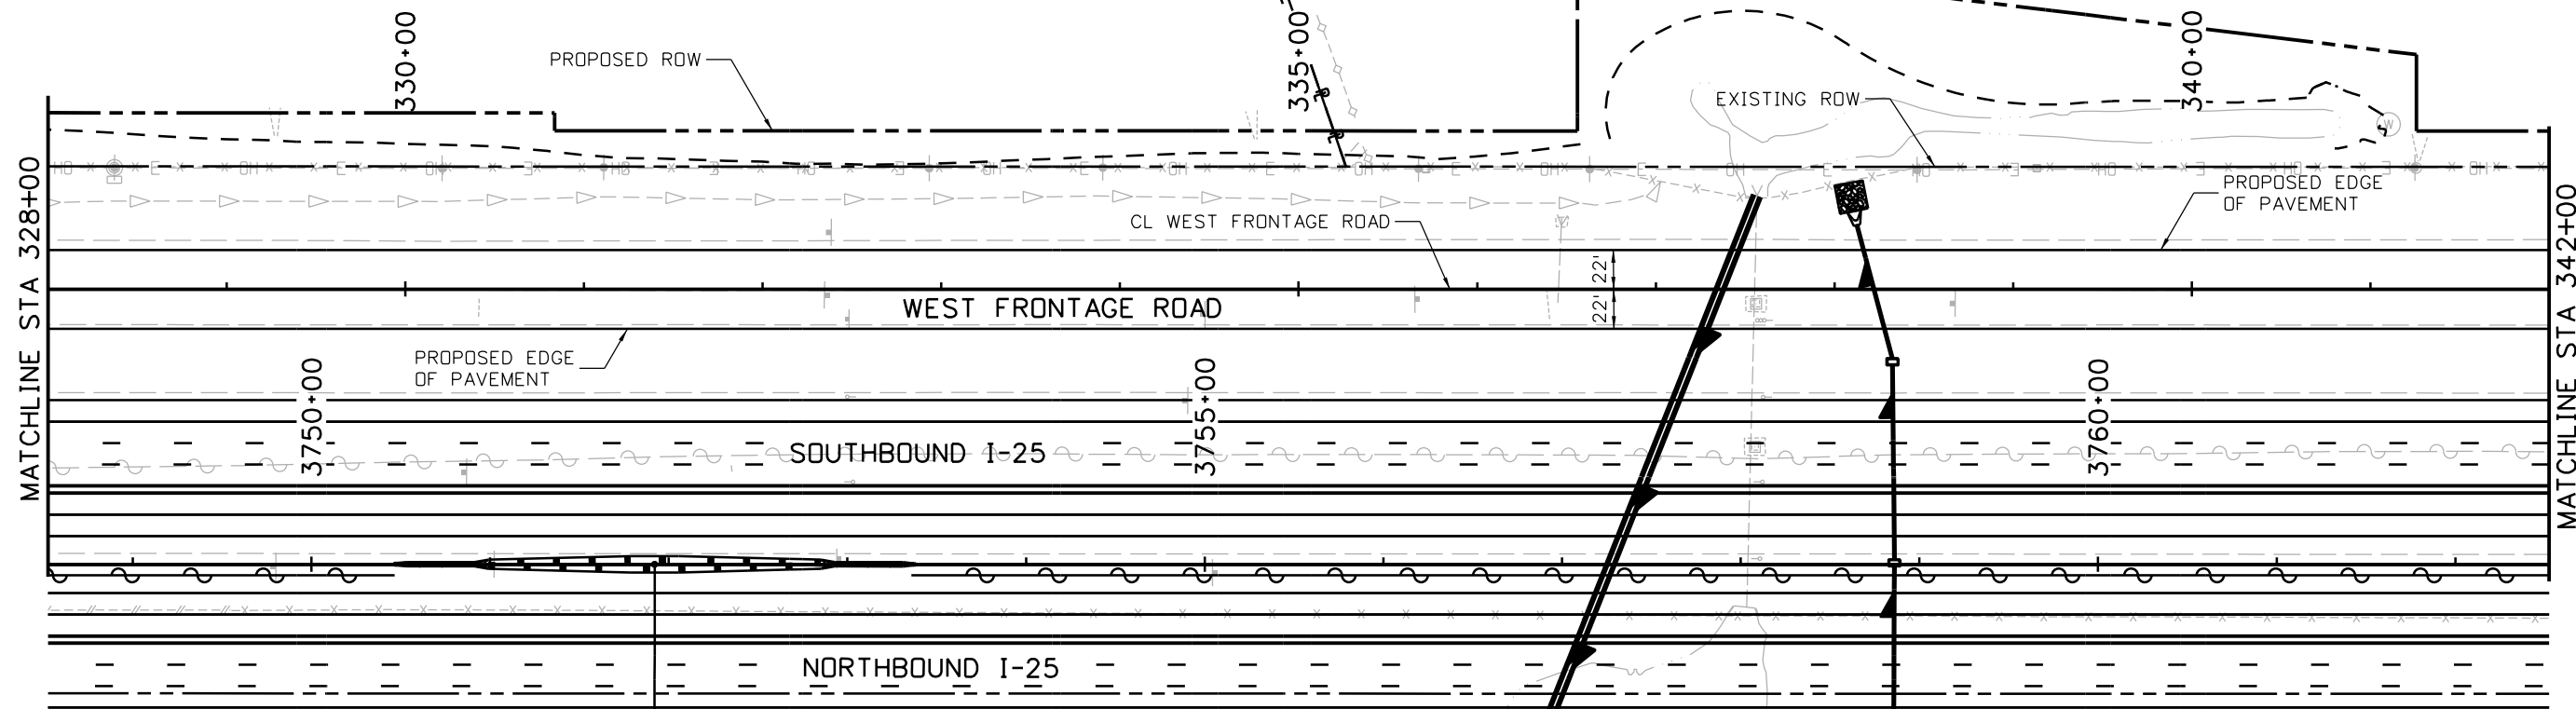 330+00
335+00
340+00
PROPOSED ROW
EXISTING ROW
MATCHLINE STA 328+00
MATCHLINE STA 342+00
PROPOSED EDGE
OF PAVEMENT
CL WEST FRONTAGE ROAD
22'
22'
WEST FRONTAGE ROAD
PROPOSED EDGE
OF PAVEMENT
3750+00
3755+00
3760+00
SOUTHBOUND I-25
NORTHBOUND I-25
W